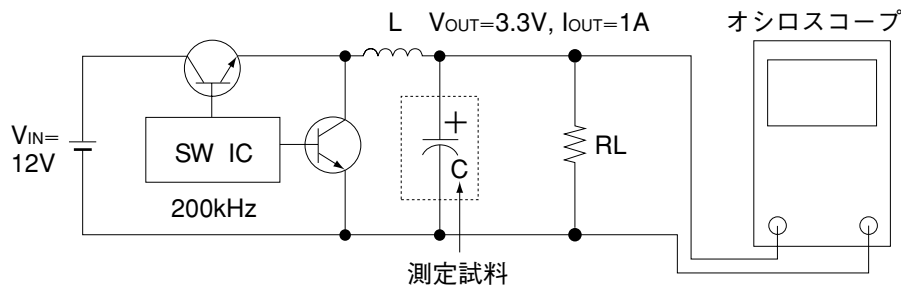 L VOUT=3.3V, IOUT=1A
オシロスコープ
VIN=
12V
SW IC
200kHz
+
C
RL
測定試料